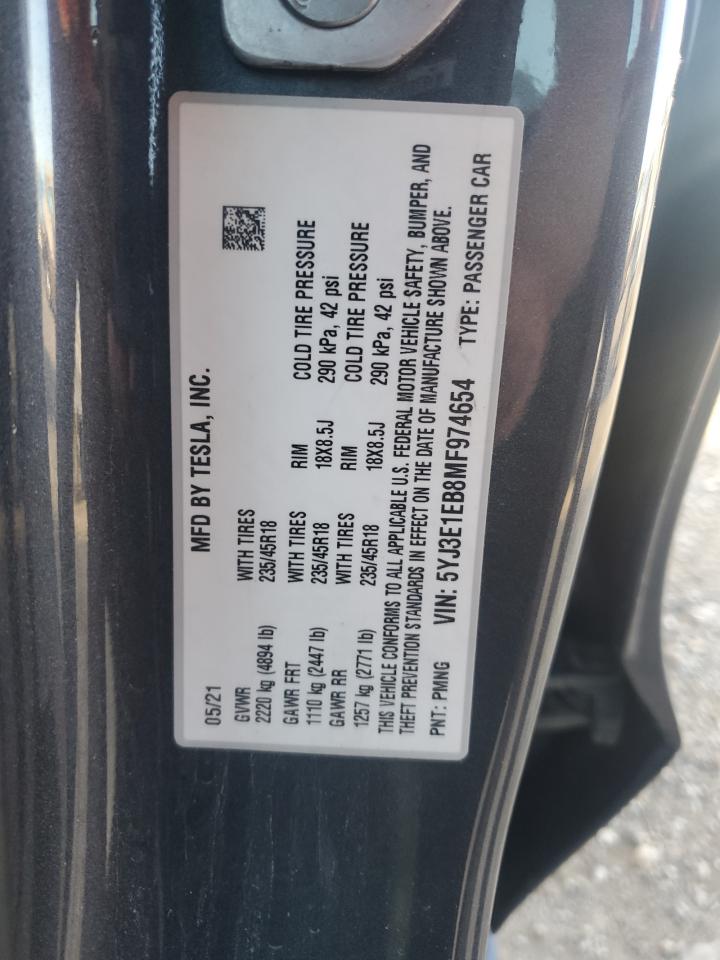 MFD BY TESLA, INC.
05/21
GVWR WITH TIRES RIM COLD TIRE PRESSURE
2220 kg (4894 lb) 235/45R18 18X8.5J 290 kPa, 42 psi
GAWR FRT WITH TIRES RIM COLD TIRE PRESSURE
1110 kg (2447 lb) 235/45R18 18X8.5J 290 kPa, 42 psi
GAWR RR WITH TIRES
1257 kg (2771 lb) 235/45R18
THIS VEHICLE CONFORMS TO ALL APPLICABLE U.S. FEDERAL MOTOR VEHICLE SAFETY, BUMPER, AND
THEFT PREVENTION STANDARDS IN EFFECT ON THE DATE OF MANUFACTURE SHOWN ABOVE.
PNT: PMNG VIN: 5YJ3E1EB8MF974654 TYPE: PASSENGER CAR